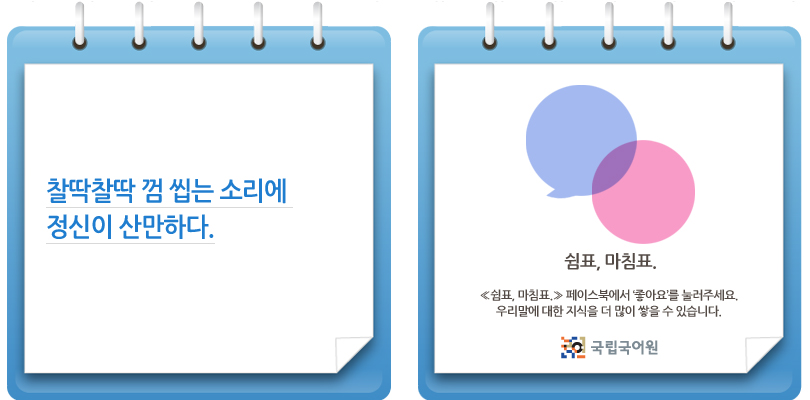 찰딱찰딱 껌 씹는 소리에
정신이 산만하다.
쉼표, 마침표.
≪쉼표, 마침표.≫ 페이스북에서 '좋아요'를 눌러주세요.
우리말에 대한 지식을 더 많이 쌓을 수 있습니다.
국립국어원